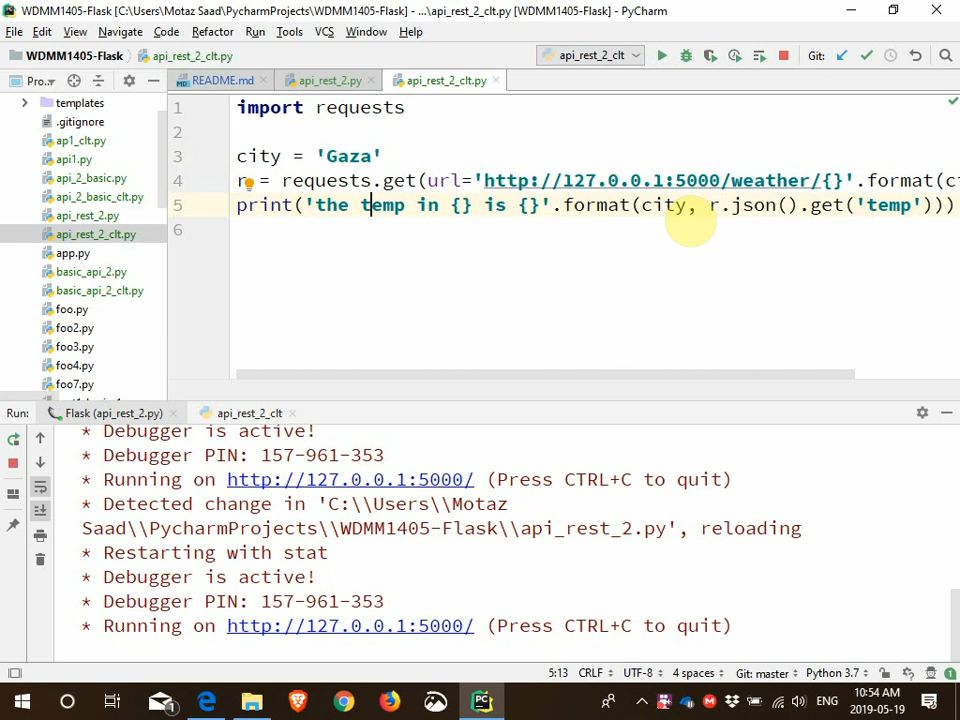 WDMM1405-Flask [C:\Users\Motaz Saad\PycharmProjects\WDMM1405-Flask] - ...\api_rest_2_clt.py [WDMM1405-Flask] - PyCharm
File Edit View Navigate Code Refactor Run Tools VCS Window Help
WDMM1405-Flask api_rest_2_clt.py api_rest_2_clt Git:
Pro... README.md api_rest_2.py api_rest_2_clt.py
templates
.gitignore
ap1_clt.py
api1.py
api_2_basic.py
api_2_basic_clt.py
api_rest_2.py
api_rest_2_clt.py
app.py
basic_api_2.py
basic_api_2_clt.py
foo.py
foo2.py
foo3.py
foo4.py
foo7.py
1 import requests
2
3 city = 'Gaza'
4 r = requests.get(url='http://127.0.0.1:5000/weather/{}'.format(ci
5 print('the temp in {} is {}'.format(city, r.json().get('temp')))
6
Run: Flask (api_rest_2.py) api_rest_2_clt
* Debugger is active!
* Debugger PIN: 157-961-353
* Running on http://127.0.0.1:5000/ (Press CTRL+C to quit)
* Detected change in 'C:\\Users\\Motaz
Saad\\PycharmProjects\\WDMM1405-Flask\\api_rest_2.py', reloading
* Restarting with stat
* Debugger is active!
* Debugger PIN: 157-961-353
* Running on http://127.0.0.1:5000/ (Press CTRL+C to quit)
5:13 CRLF UTF-8 4 spaces Git: master Python 3.7 1
1 PC ENG 10:54 AM
2019-05-19